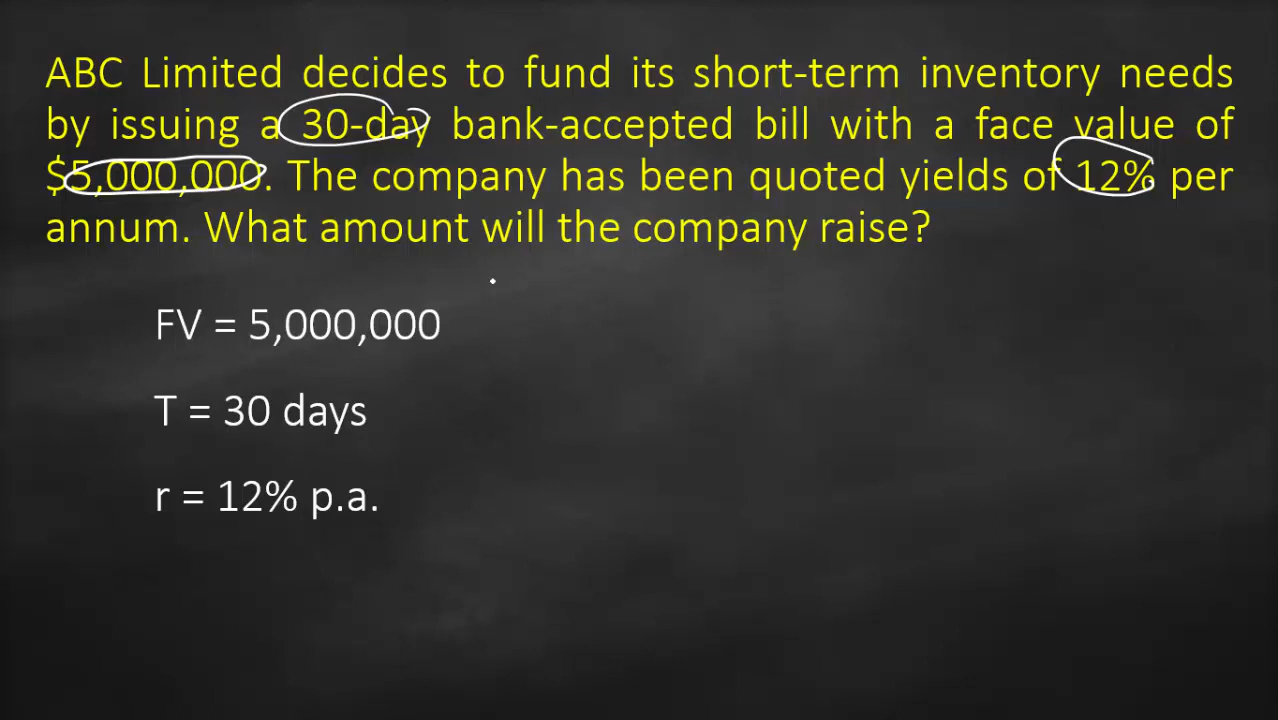 ABC Limited decides to fund its short-term inventory needs
by issuing a 30-day bank-accepted bill with a face value of
$5,000,000. The company has been quoted yields of 12% per
annum. What amount will the company raise?
FV = 5,000,000
T = 30 days
r = 12% p.a.